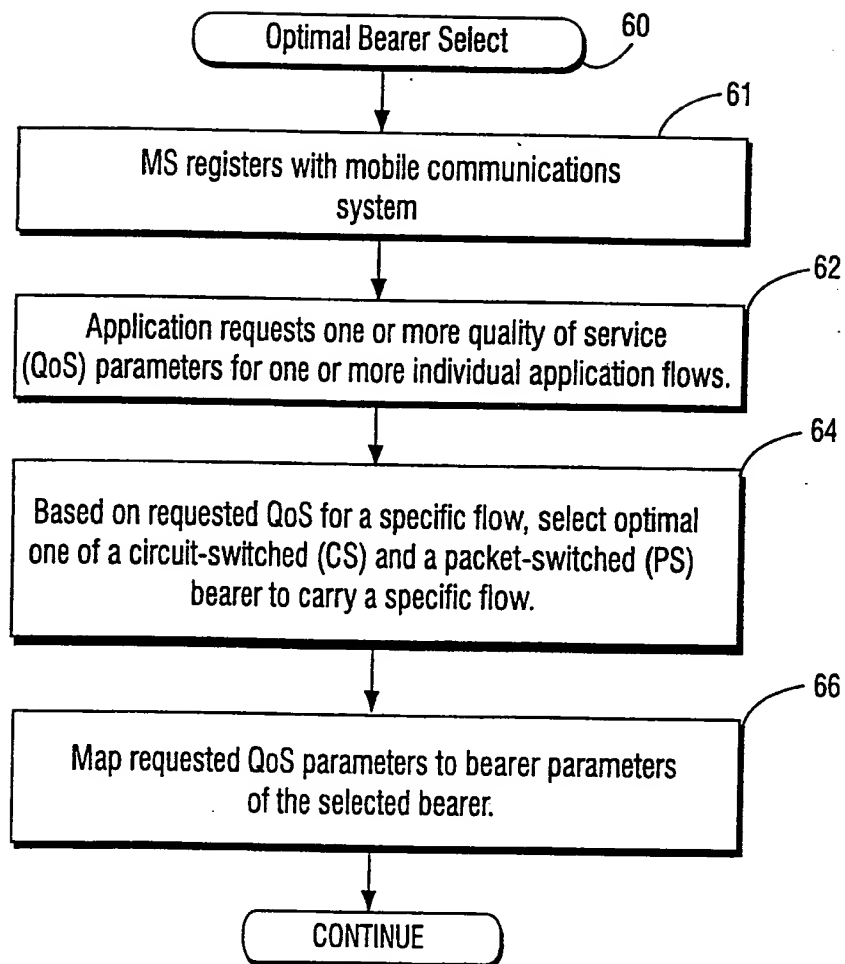 Optimal Bearer Select
60
61
MS registers with mobile communications
system
62
Application requests one or more quality of service
(QoS) parameters for one or more individual application flows.
64
Based on requested QoS for a specific flow, select optimal
one of a circuit-switched (CS) and a packet-switched (PS)
bearer to carry a specific flow.
66
Map requested QoS parameters to bearer parameters
of the selected bearer.
CONTINUE